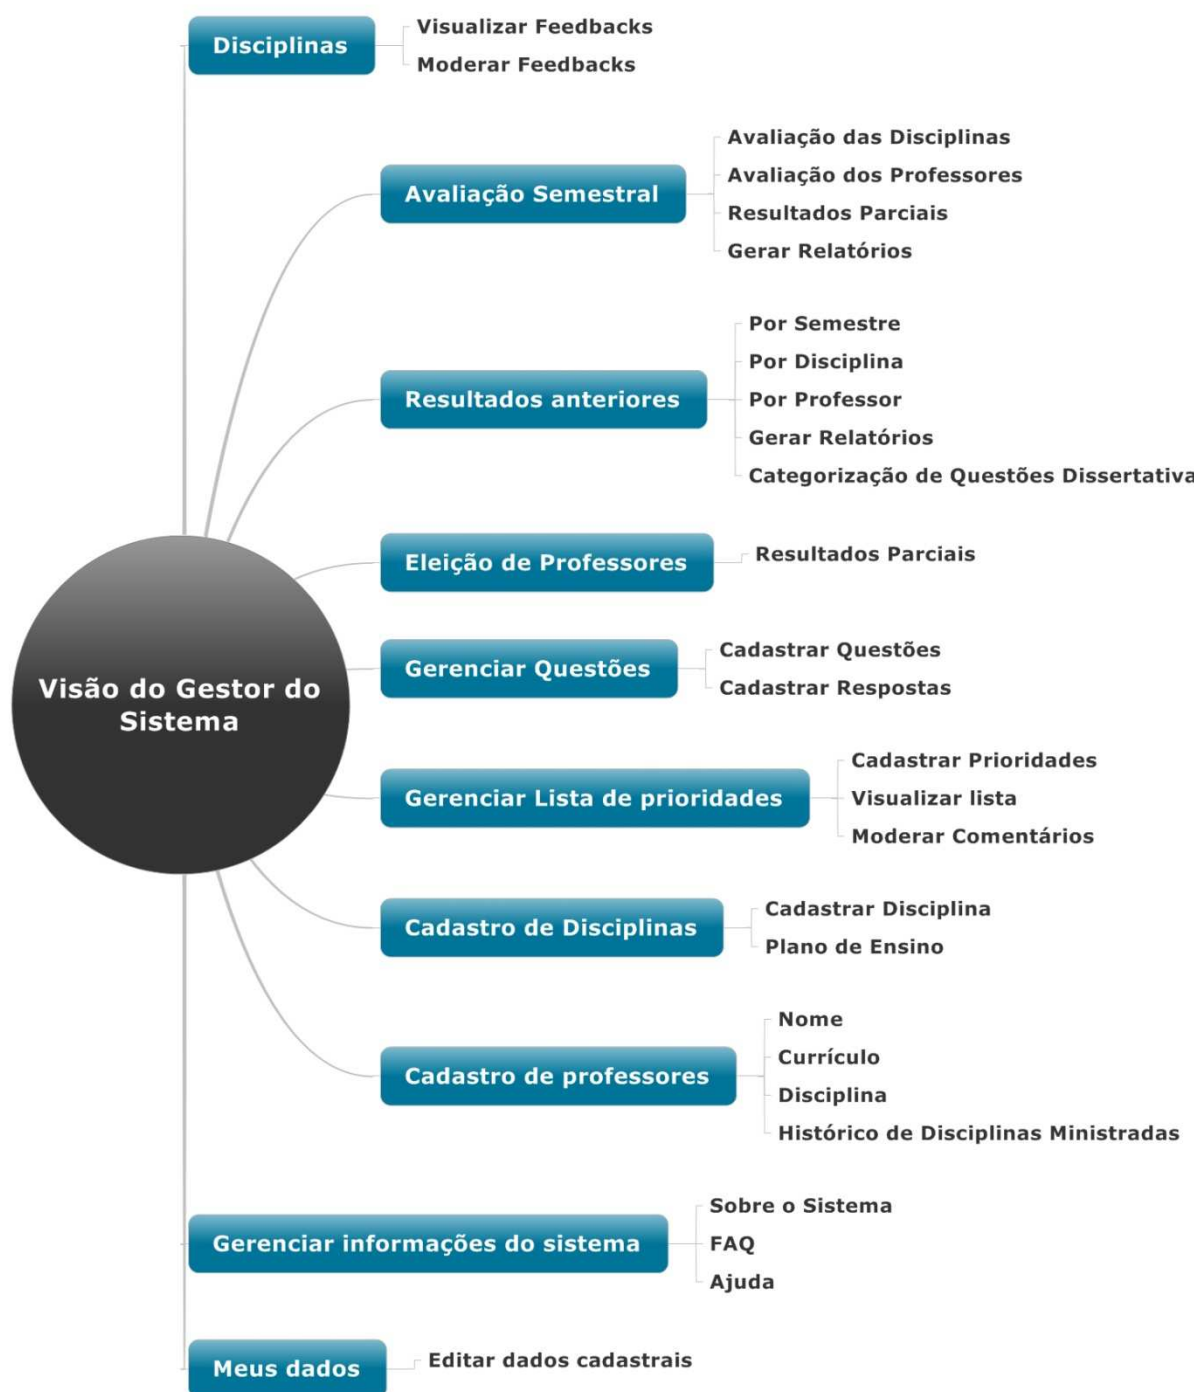 Disciplinas
Visualizar Feedbacks
Moderar Feedbacks
Avaliação Semestral
Avaliação das Disciplinas
Avaliação dos Professores
Resultados Parciais
Gerar Relatórios
Resultados anteriores
Por Semestre
Por Disciplina
Por Professor
Gerar Relatórios
Categorização de Questões Dissertativa
Eleição de Professores
Resultados Parciais
Visão do Gestor do
Sistema
Gerenciar Questões
Cadastrar Questões
Cadastrar Respostas
Gerenciar Lista de prioridades
Cadastrar Prioridades
Visualizar lista
Moderar Comentários
Cadastro de Disciplinas
Cadastrar Disciplina
Plano de Ensino
Cadastro de professores
Nome
Currículo
Disciplina
Histórico de Disciplinas Ministradas
Gerenciar informações do sistema
Sobre o Sistema
FAQ
Ajuda
Meus dados
Editar dados cadastrais